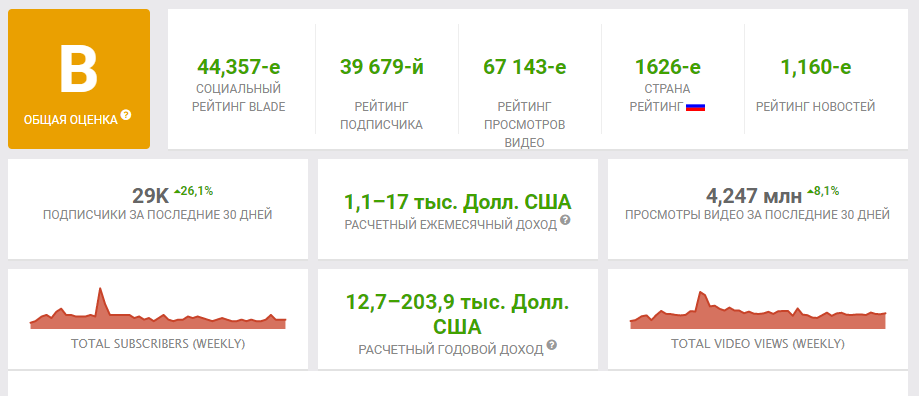 B
ОБЩАЯ ОЦЕНКА ?
44,357-е
СОЦИАЛЬНЫЙ
РЕЙТИНГ BLADE
39 679-й
РЕЙТИНГ
ПОДПИСЧИКА
67 143-е
РЕЙТИНГ
ПРОСМОТРОВ
ВИДЕО
1626-е
СТРАНА
РЕЙТИНГ
1,160-е
РЕЙТИНГ НОВОСТЕЙ
29K 26,1%
ПОДПИСЧИКИ ЗА ПОСЛЕДНИЕ 30 ДНЕЙ
1,1–17 тыс. Долл. США
РАСЧЕТНЫЙ ЕЖЕМЕСЯЧНЫЙ ДОХОД ?
4,247 млн 8,1%
ПРОСМОТРЫ ВИДЕО ЗА ПОСЛЕДНИЕ 30 ДНЕЙ
TOTAL SUBSCRIBERS (WEEKLY)
12,7–203,9 тыс. Долл.
США
РАСЧЕТНЫЙ ГОДОВОЙ ДОХОД ?
TOTAL VIDEO VIEWS (WEEKLY)